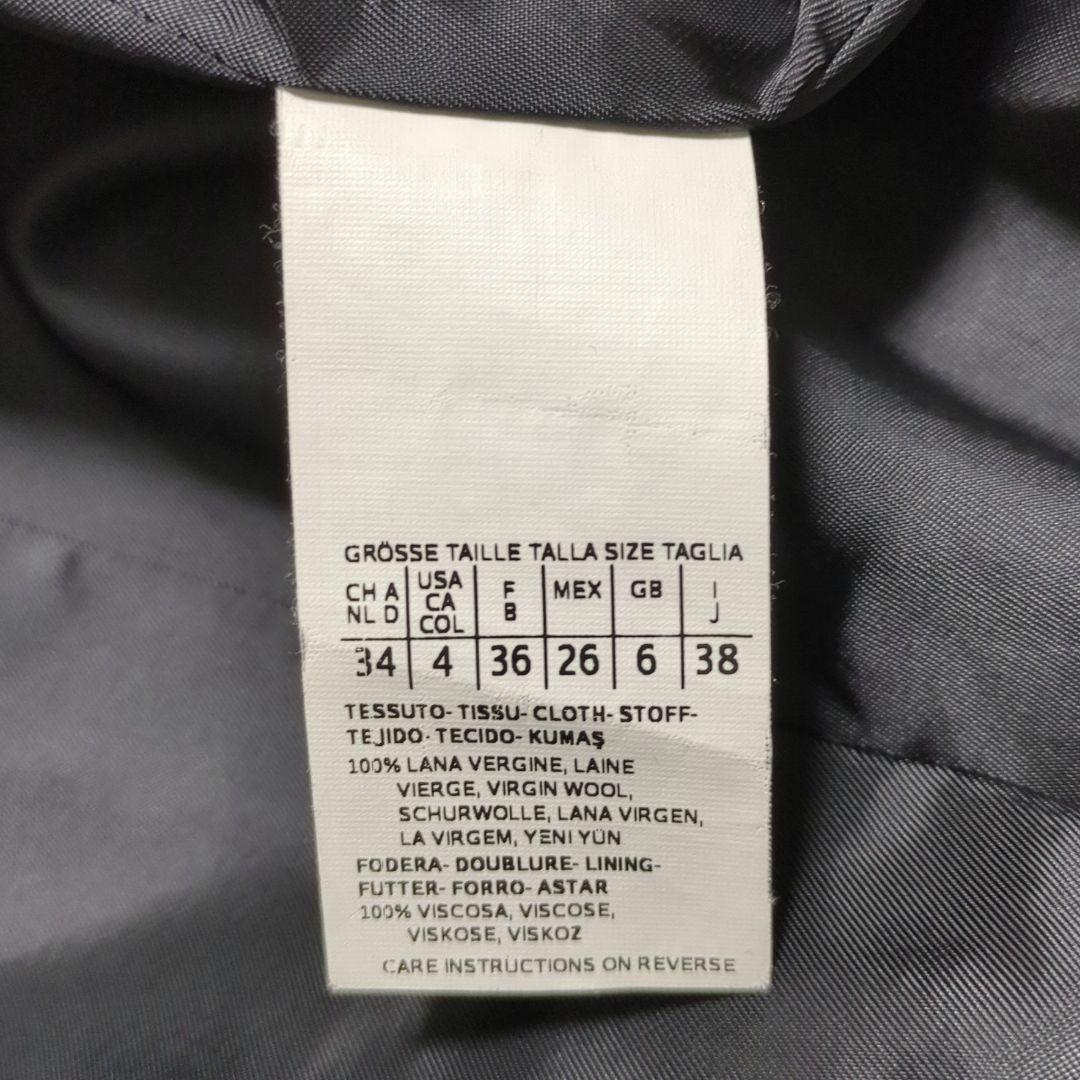 GRÖSSE TAILLE TALLA SIZE TAGLIA
CH A NL D USA CA COL F B MEX GB I J
34 4 36 26 6 38
TESSUTO- TISSU- CLOTH- STOFF-
TEJIDO- TECIDO- KUMAŞ
100% LANA VERGINE, LAINE
VIERGE, VIRGIN WOOL,
SCHURWOLLE, LANA VIRGEN,
LA VIRGEM, YENI YÜN
FODERA- DOUBLURE- LINING-
FUTTER- FORRO- ASTAR
100% VISCOSA, VISCOSE,
VISKOSE, VISKOZ
CARE INSTRUCTIONS ON REVERSE